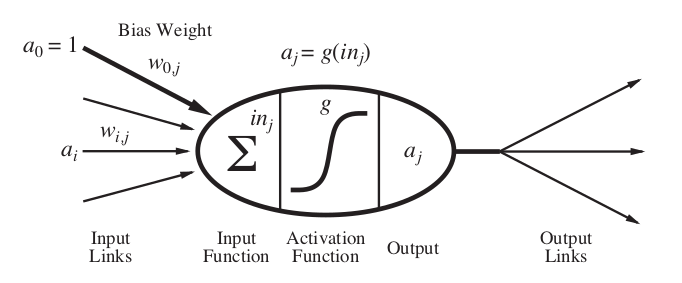 Bias Weight
a0 = 1
w0,j
aj = g(inj)
inj
g
wi,j
ai
Σ
aj
Input
Links
Input
Function
Activation
Function
Output
Output
Links